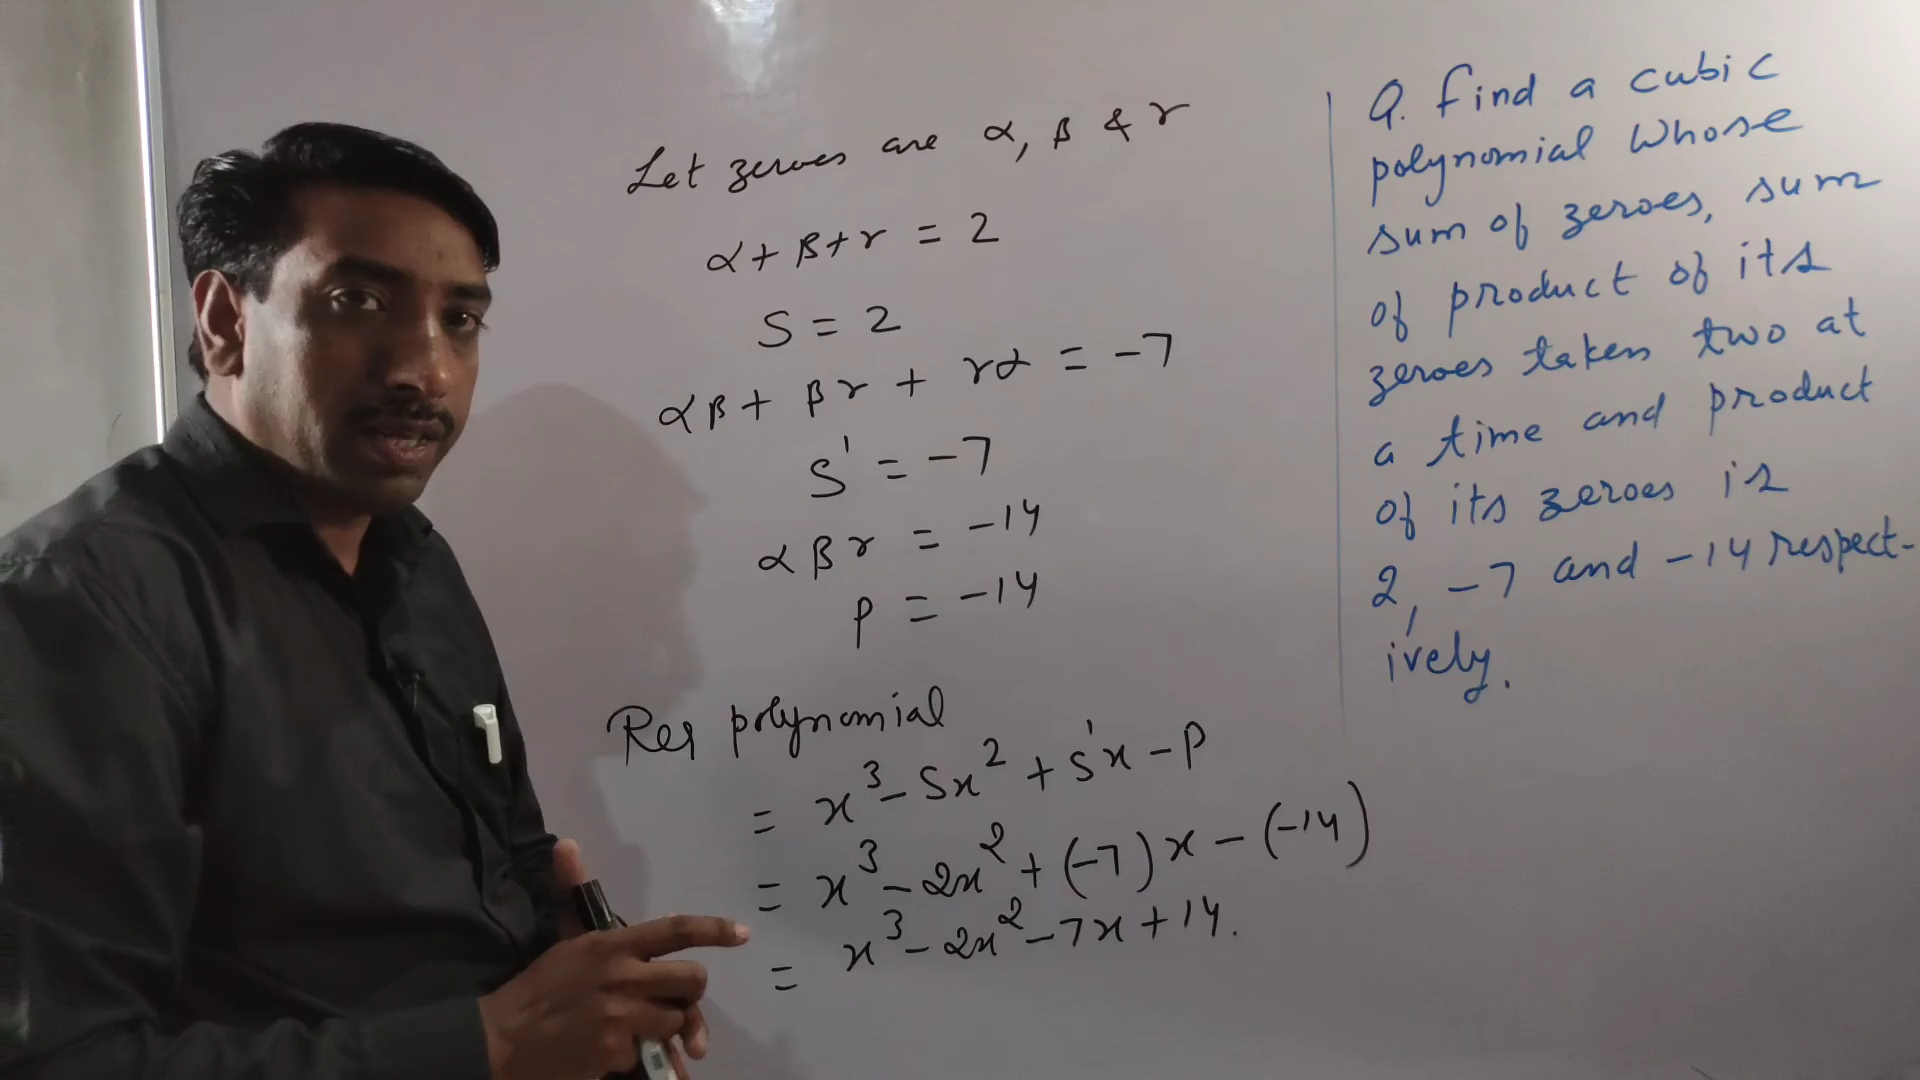 Let zeroes are α, β & γ
α + β + γ = 2
S = 2
αβ + βγ + γα = -7
S' = -7
αβγ = -14
P = -14
Req polynomial
= x³ - Sx² + S'x - P
= x³ - 2x² + (-7)x - (-14)
= x³ - 2x² - 7x + 14.
Q. Find a cubic
polynomial whose
sum of zeroes, sum
of product of its
zeroes taken two at
a time and product
of its zeroes is
2, -7 and -14 respect-
ively.